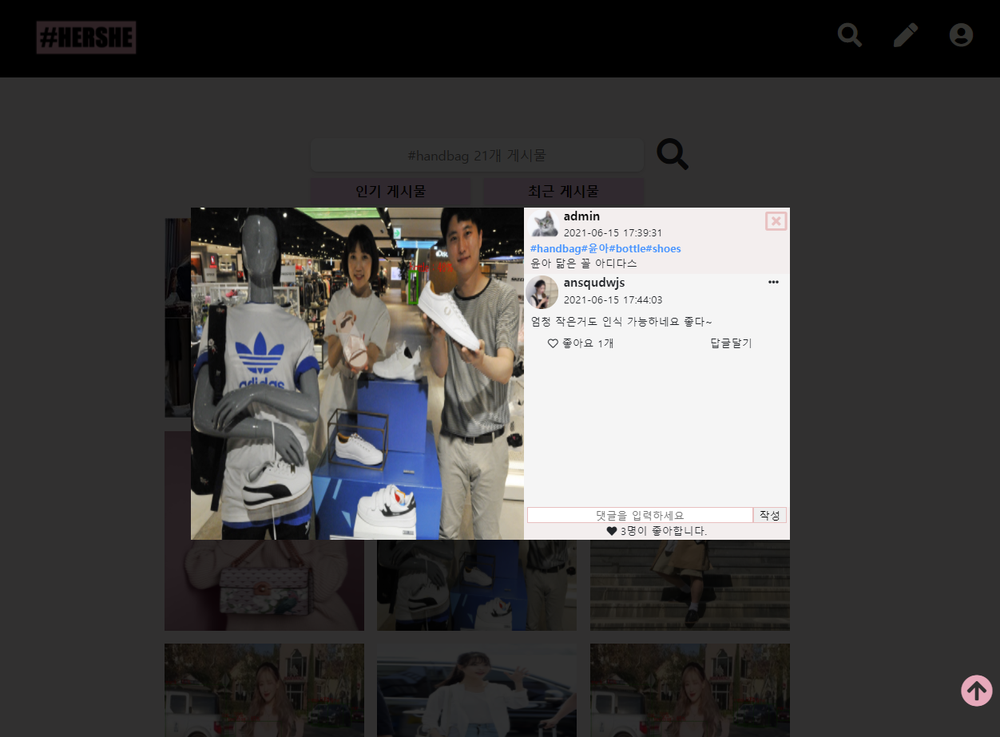 #HERSHE
#handbag 21개 게시물
인기 게시물
최근 게시물
admin
2021-06-15 17:39:31
#handbag#윤아#bottle#shoes
윤아 닮은 꼴 아디다스
ansqudwjs
2021-06-15 17:44:03
엄청 작은거도 인식 가능하네요 좋다~
좋아요 1개
답글달기
adidas
댓글을 입력하세요
작성
3명이 좋아합니다.